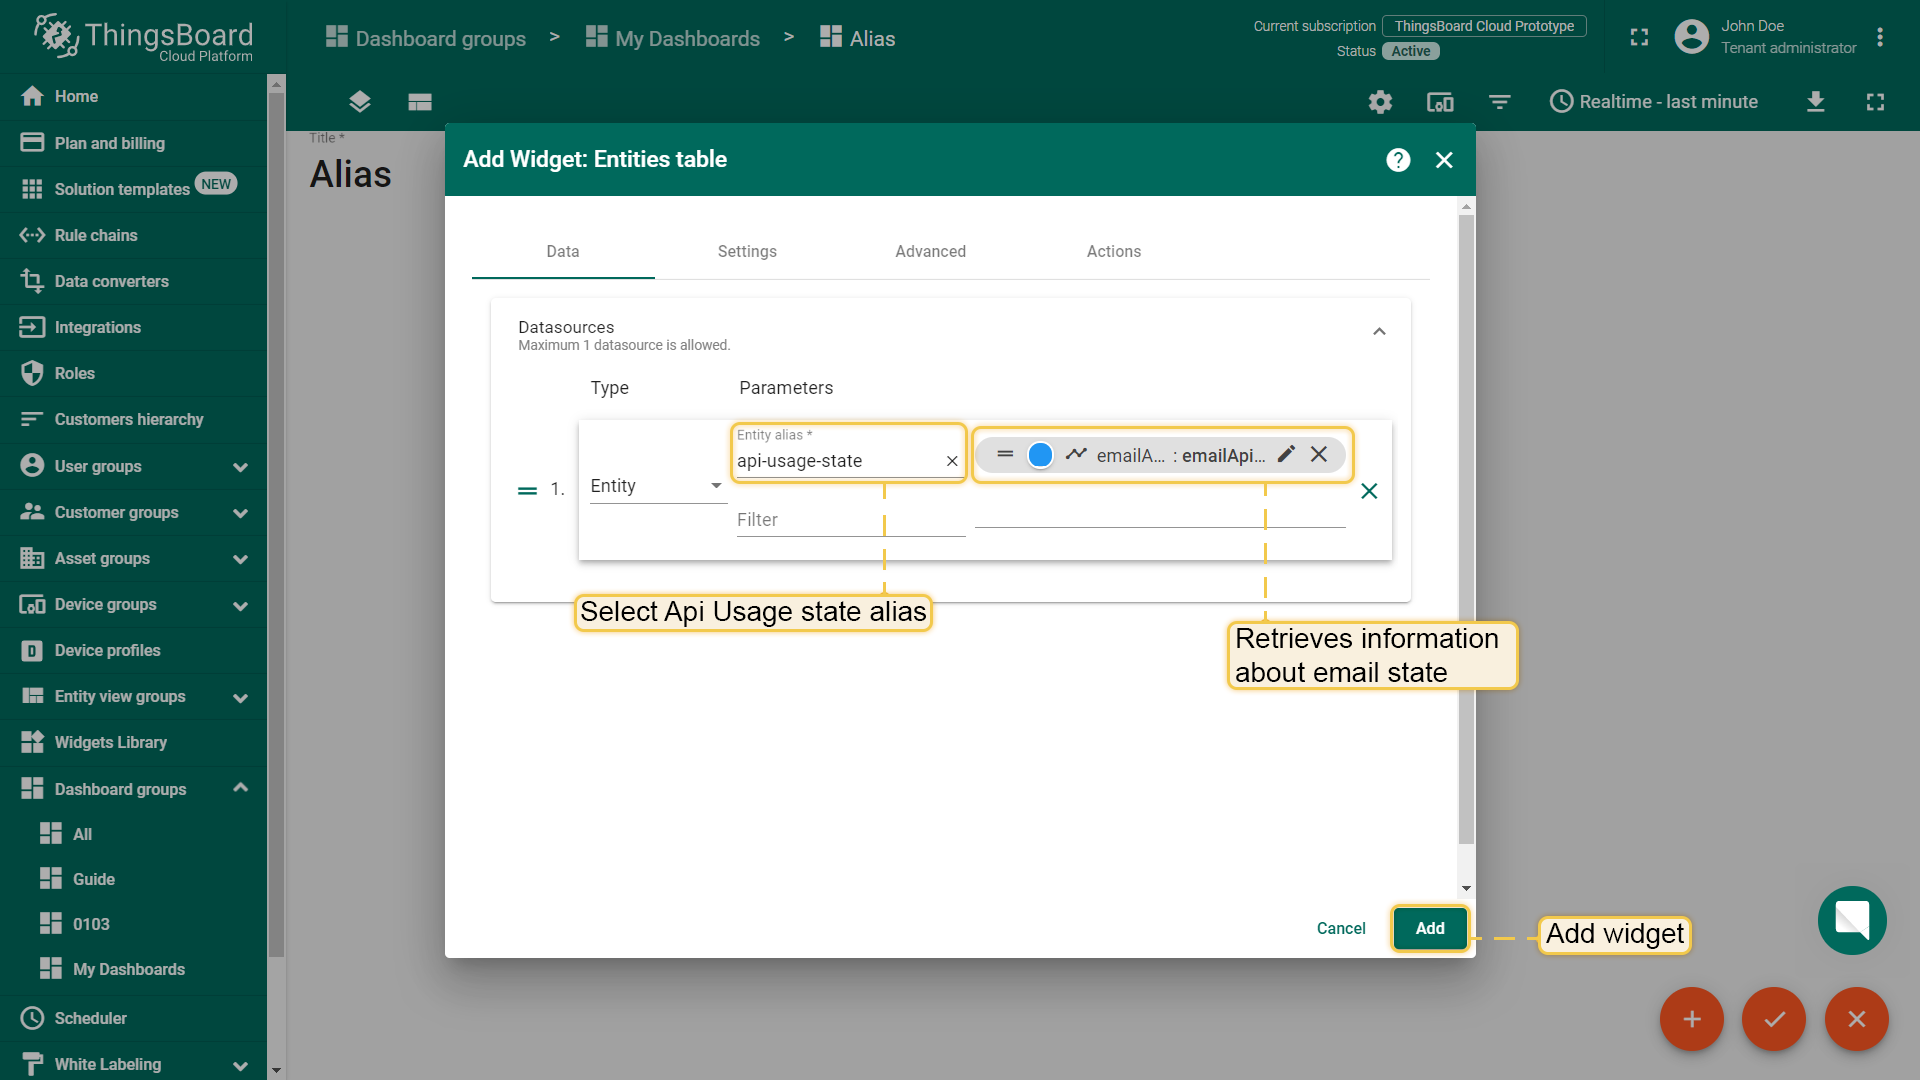 ThingsBoard
Cloud Platform
Dashboard groups > My Dashboards > Alias
Current subscription ThingsBoard Cloud Prototype
Status Active
John Doe
Tenant administrator
Home
Plan and billing
Solution templates NEW
Rule chains
Data converters
Integrations
Roles
Customers hierarchy
User groups
Customer groups
Asset groups
Device groups
Device profiles
Entity view groups
Widgets Library
Dashboard groups
All
Guide
0103
My Dashboards
Scheduler
White Labeling
Realtime - last minute
Title *
Alias
Add Widget: Entities table
Data Settings Advanced Actions
Datasources
Maximum 1 datasource is allowed.
Type Parameters
1.
Entity
Entity alias *
api-usage-state
emailA... : emailApi...
Filter
Select Api Usage state alias
Retrieves information
about email state
Cancel Add
Add widget